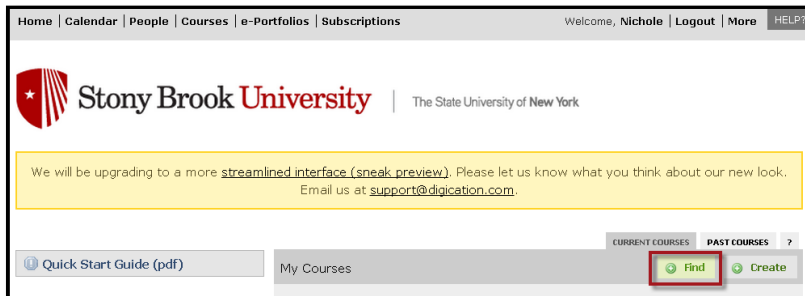 Home | Calendar | People | Courses | e-Portfolios | Subscriptions
Welcome, Nichole | Logout | More
HELP?
Stony Brook University | The State University of New York
We will be upgrading to a more streamlined interface (sneak preview). Please let us know what you think about our new look.
Email us at support@digication.com.
CURRENT COURSES PAST COURSES ?
Quick Start Guide (pdf)
My Courses
Find
Create